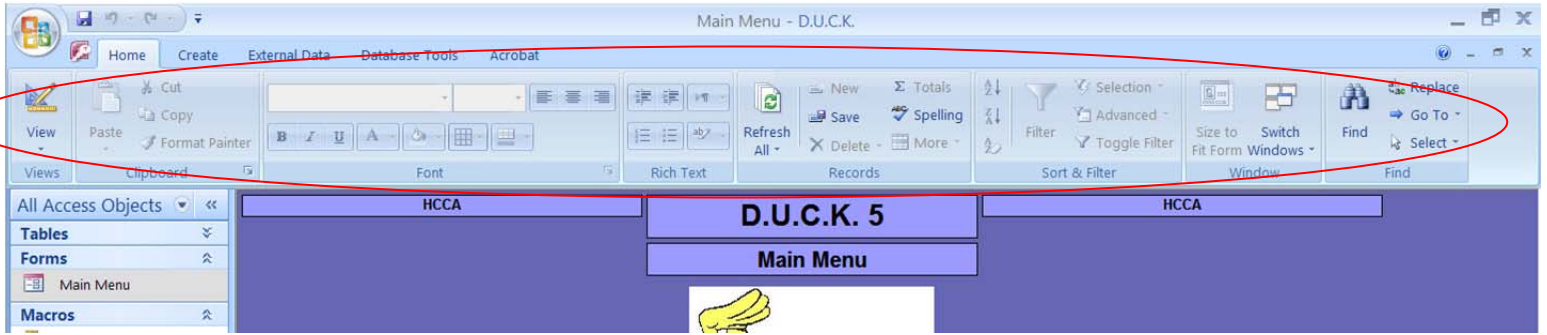 Main Menu - D.U.C.K.
Home Create External Data Database Tools Acrobat
View
Paste
Cut
Copy
Format Painter
B I U A
Refresh All
New
Save
Delete
Totals
Spelling
More
Filter
Selection
Advanced
Toggle Filter
Size to Fit Form
Switch Windows
Find
Replace
Go To
Select
Views Clipboard Font Rich Text Records Sort & Filter Window Find
All Access Objects
Tables
Forms
Main Menu
Macros
HCCA
D.U.C.K. 5
HCCA
Main Menu